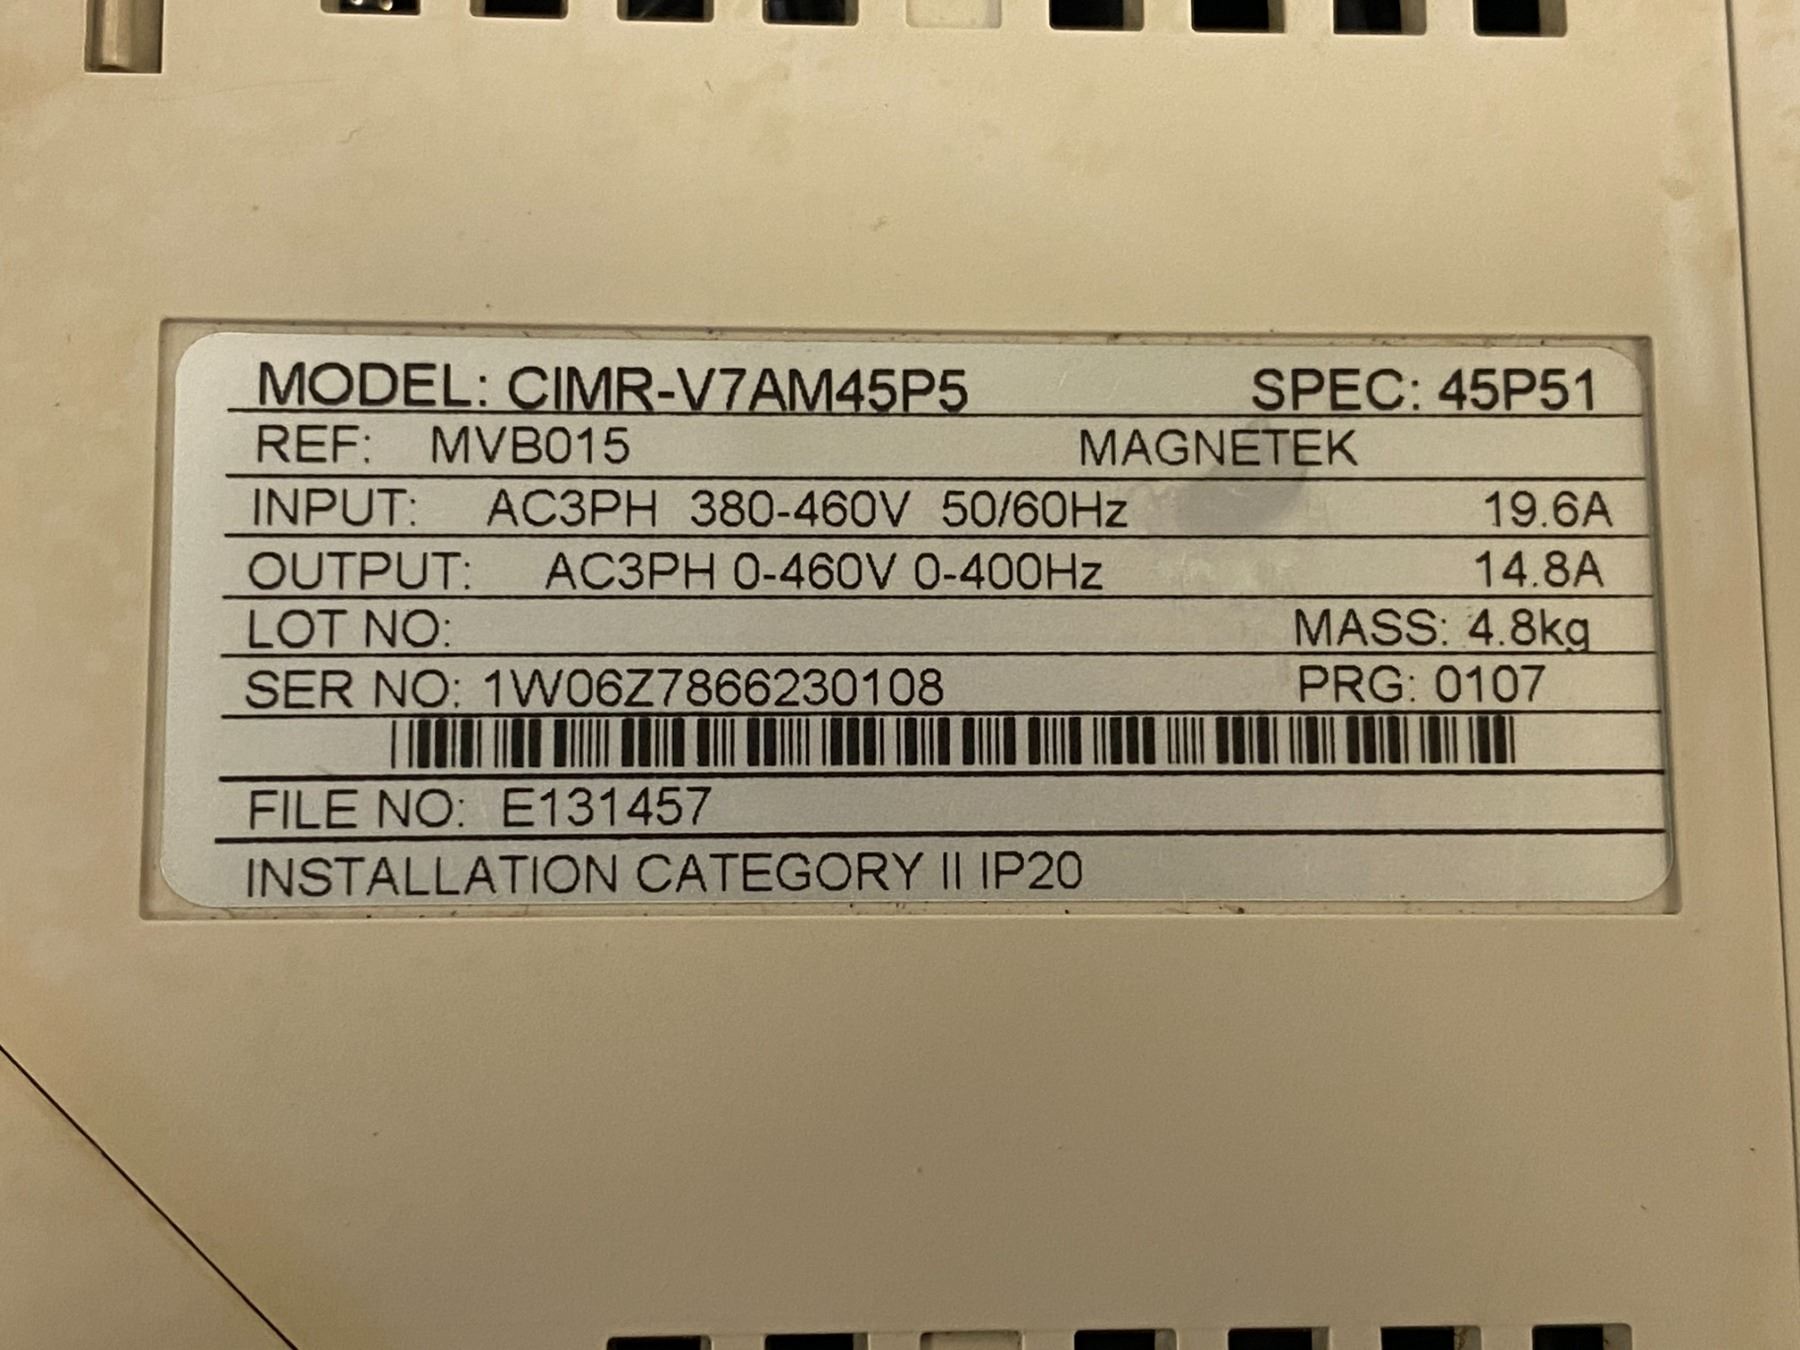 MODEL: CIMR-V7AM45P5 SPEC: 45P51
REF: MVB015 MAGNETEK
INPUT: AC3PH 380-460V 50/60Hz 19.6A
OUTPUT: AC3PH 0-460V 0-400Hz 14.8A
LOT NO: MASS: 4.8kg
SER NO: 1W06Z7866230108 PRG: 0107
FILE NO: E131457
INSTALLATION CATEGORY II IP20